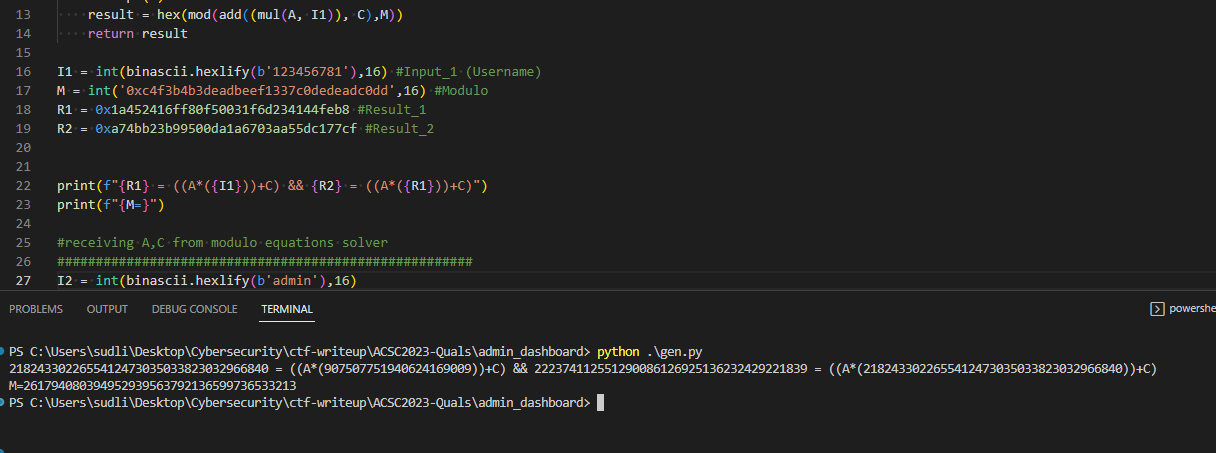 13 result = hex(mod(add((mul(A, I1)), C),M))
14 return result
15
16 I1 = int(binascii.hexlify(b'123456781'),16) #Input_1 (Username)
17 M = int('0xc4f3b4b3deadbeef1337c0dedeadc0dd',16) #Modulo
18 R1 = 0x1a452416ff80f50031f6d234144feb8 #Result_1
19 R2 = 0xa74bb23b99500da1a6703aa55dc177cf #Result_2
20
21
22 print(f"{R1} = ((A*({I1}))+C) && {R2} = ((A*({R1}))+C)")
23 print(f"{M=}")
24
25 #receiving A,C from modulo equations solver
26 ######################################################
27 I2 = int(binascii.hexlify(b'admin'),16)
PROBLEMS OUTPUT DEBUG CONSOLE TERMINAL
PS C:\Users\sudli\Desktop\Cybersecurity\ctf-writeup\ACSC2023-Quals\admin_dashboard> python .\gen.py
2182433022655412473035033823032966840 = ((A*(907507751940624169009))+C) && 222374112551290086126925136232429221839 = ((A*(2182433022655412473035033823032966840))+C)
M=261794080394952939563792136599736533213
PS C:\Users\sudli\Desktop\Cybersecurity\ctf-writeup\ACSC2023-Quals\admin_dashboard>